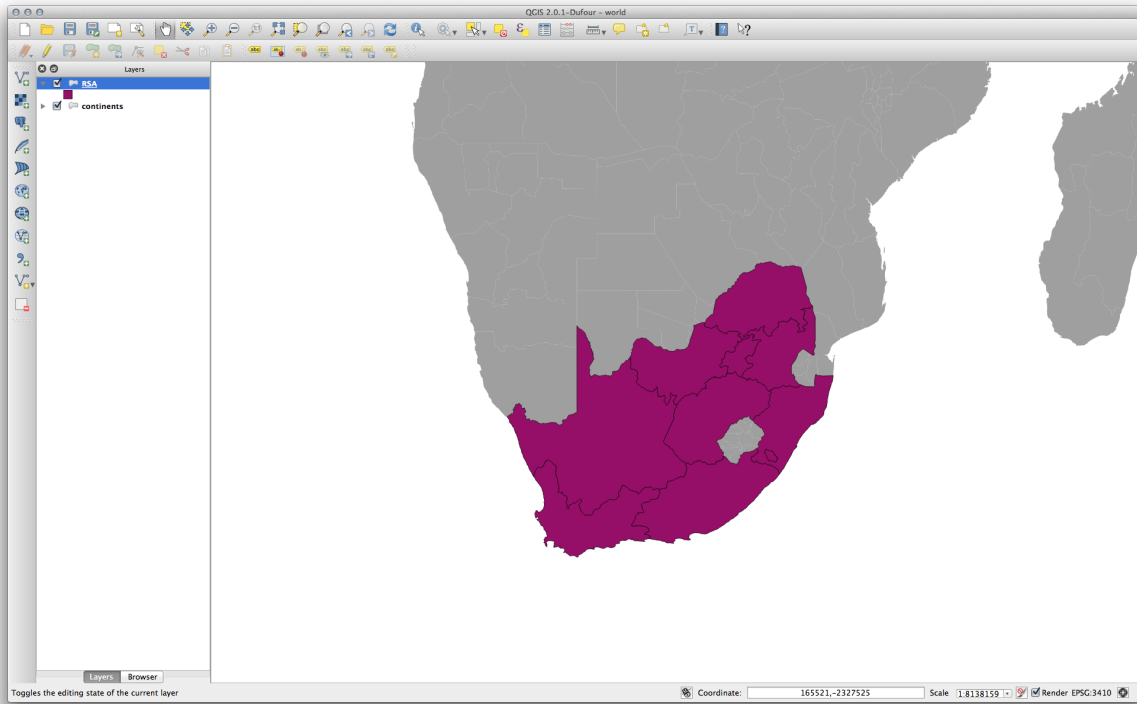 QGIS 2.0.1-Dufour - world
Layers
RSA
continents
Layers Browser
Toggles the editing state of the current layer
Coordinate: 165521,-2327525 Scale 1:8138159 Render EPSG:3410